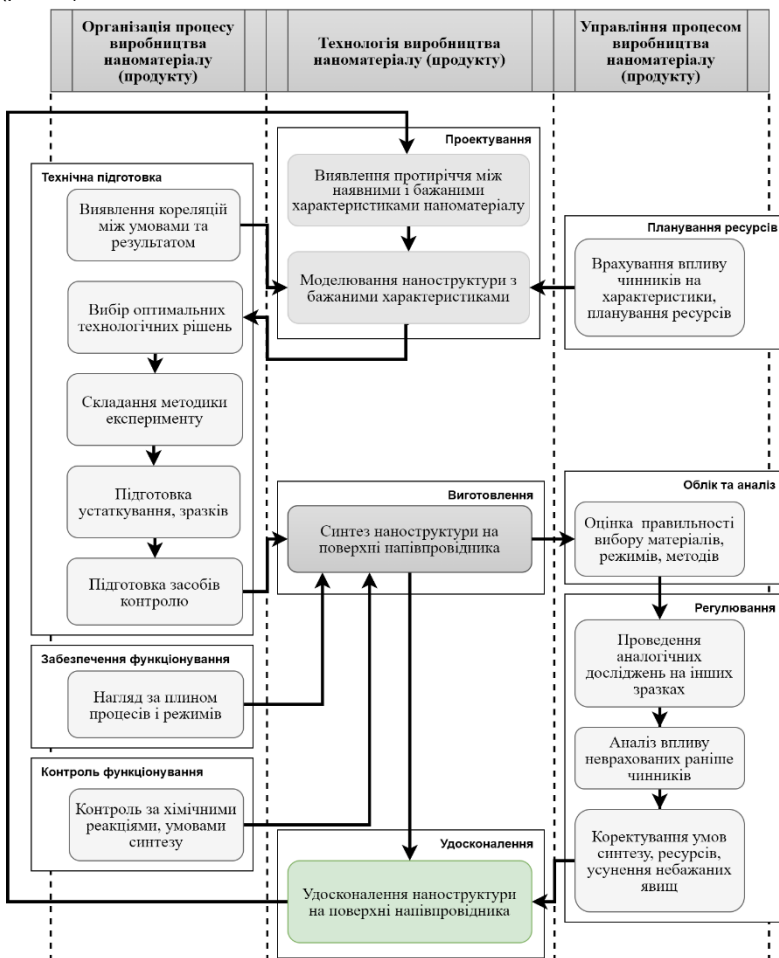 Організація процесу
виробництва
наноматеріалу
(продукту)
Технологія виробництва
наноматеріалу (продукту)
Управління процесом
виробництва
наноматеріалу
(продукту)
Проектування
Виявлення протиріччя між
наявними і бажаними
характеристиками наноматеріалу
Моделювання наноструктури з
бажаними характеристиками
Технічна підготовка
Виявлення кореляцій
між умовами та
результатом
Вибір оптимальних
технологічних рішень
Складання методики
експерименту
Підготовка
устаткування, зразків
Підготовка засобів
контролю
Планування ресурсів
Врахування впливу
чинників на
характеристики,
планування ресурсів
Виготовлення
Синтез наноструктури на
поверхні напівпровідника
Облік та аналіз
Оцінка правильності
вибору матеріалів,
режимів, методів
Регулювання
Проведення
аналогічних
досліджень на інших
зразках
Аналіз впливу
неврахованих раніше
чинників
Коректування умов
синтезу, ресурсів,
усунення небажаних
явищ
Забезпечення функціонування
Нагляд за плином
процесів і режимів
Контроль функціонування
Контроль за хімічними
реакціями, умовами
синтезу
Удосконалення
Удосконалення наноструктури
на поверхні напівпровідника